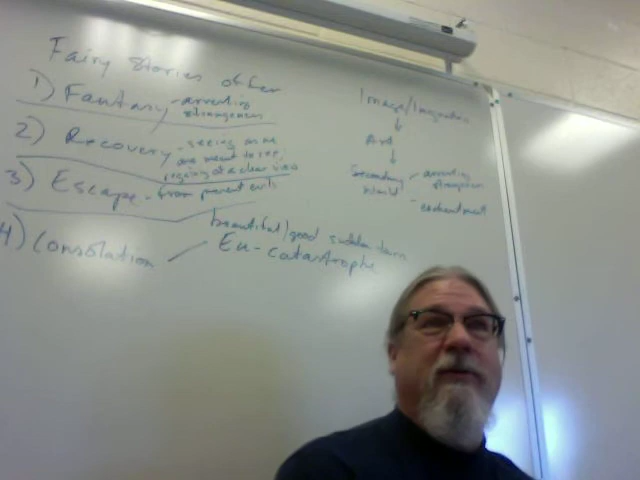 Fairy Stories offer
1) Fantasy - arresting
strangeness
2) Recovery - seeing as we
are meant to see;
regaining of a clear view
3) Escape - from present evils
4) Consolation
beautiful/good sudden turn
Eu-catastrophe
Image/Imagination
Art
Secondary - arresting
strangeness
World - enchantment